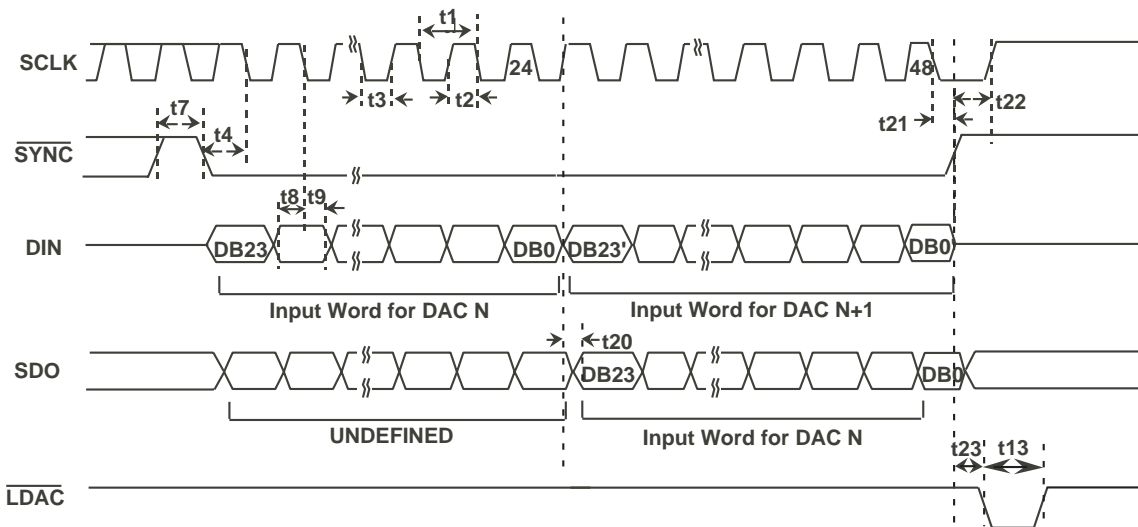 t1
SCLK
24
48
t3
t2
t22
t21
t7
t4
SYNC
t8 t9
DIN
DB23
DB0
DB23'
DB0'
Input Word for DAC N
Input Word for DAC N+1
t20
SDO
DB23
DB0
UNDEFINED
Input Word for DAC N
t23
t13
LDAC